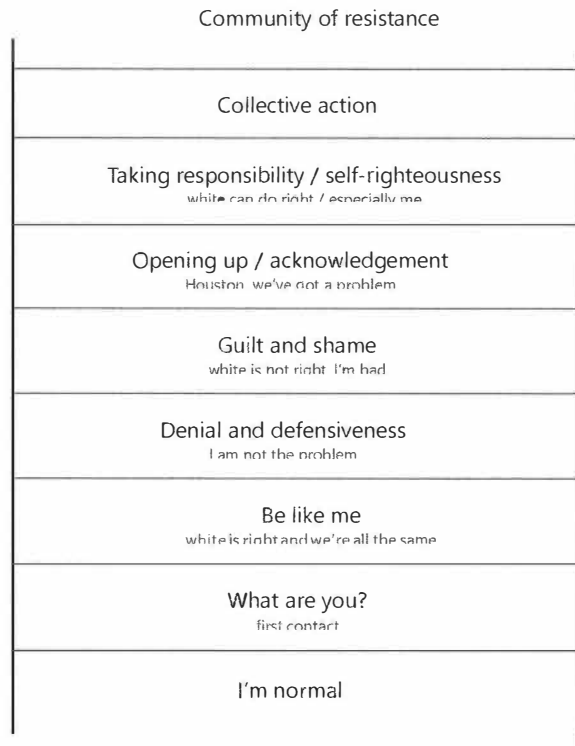 Community of resistance
Collective action
Taking responsibility / self-righteousness
white can do right / especially me
Opening up / acknowledgement
Houston, we've got a problem
Guilt and shame
white is not right, I'm bad
Denial and defensiveness
I am not the problem
Be like me
white is right and we're all the same
What are you?
first contact
I'm normal